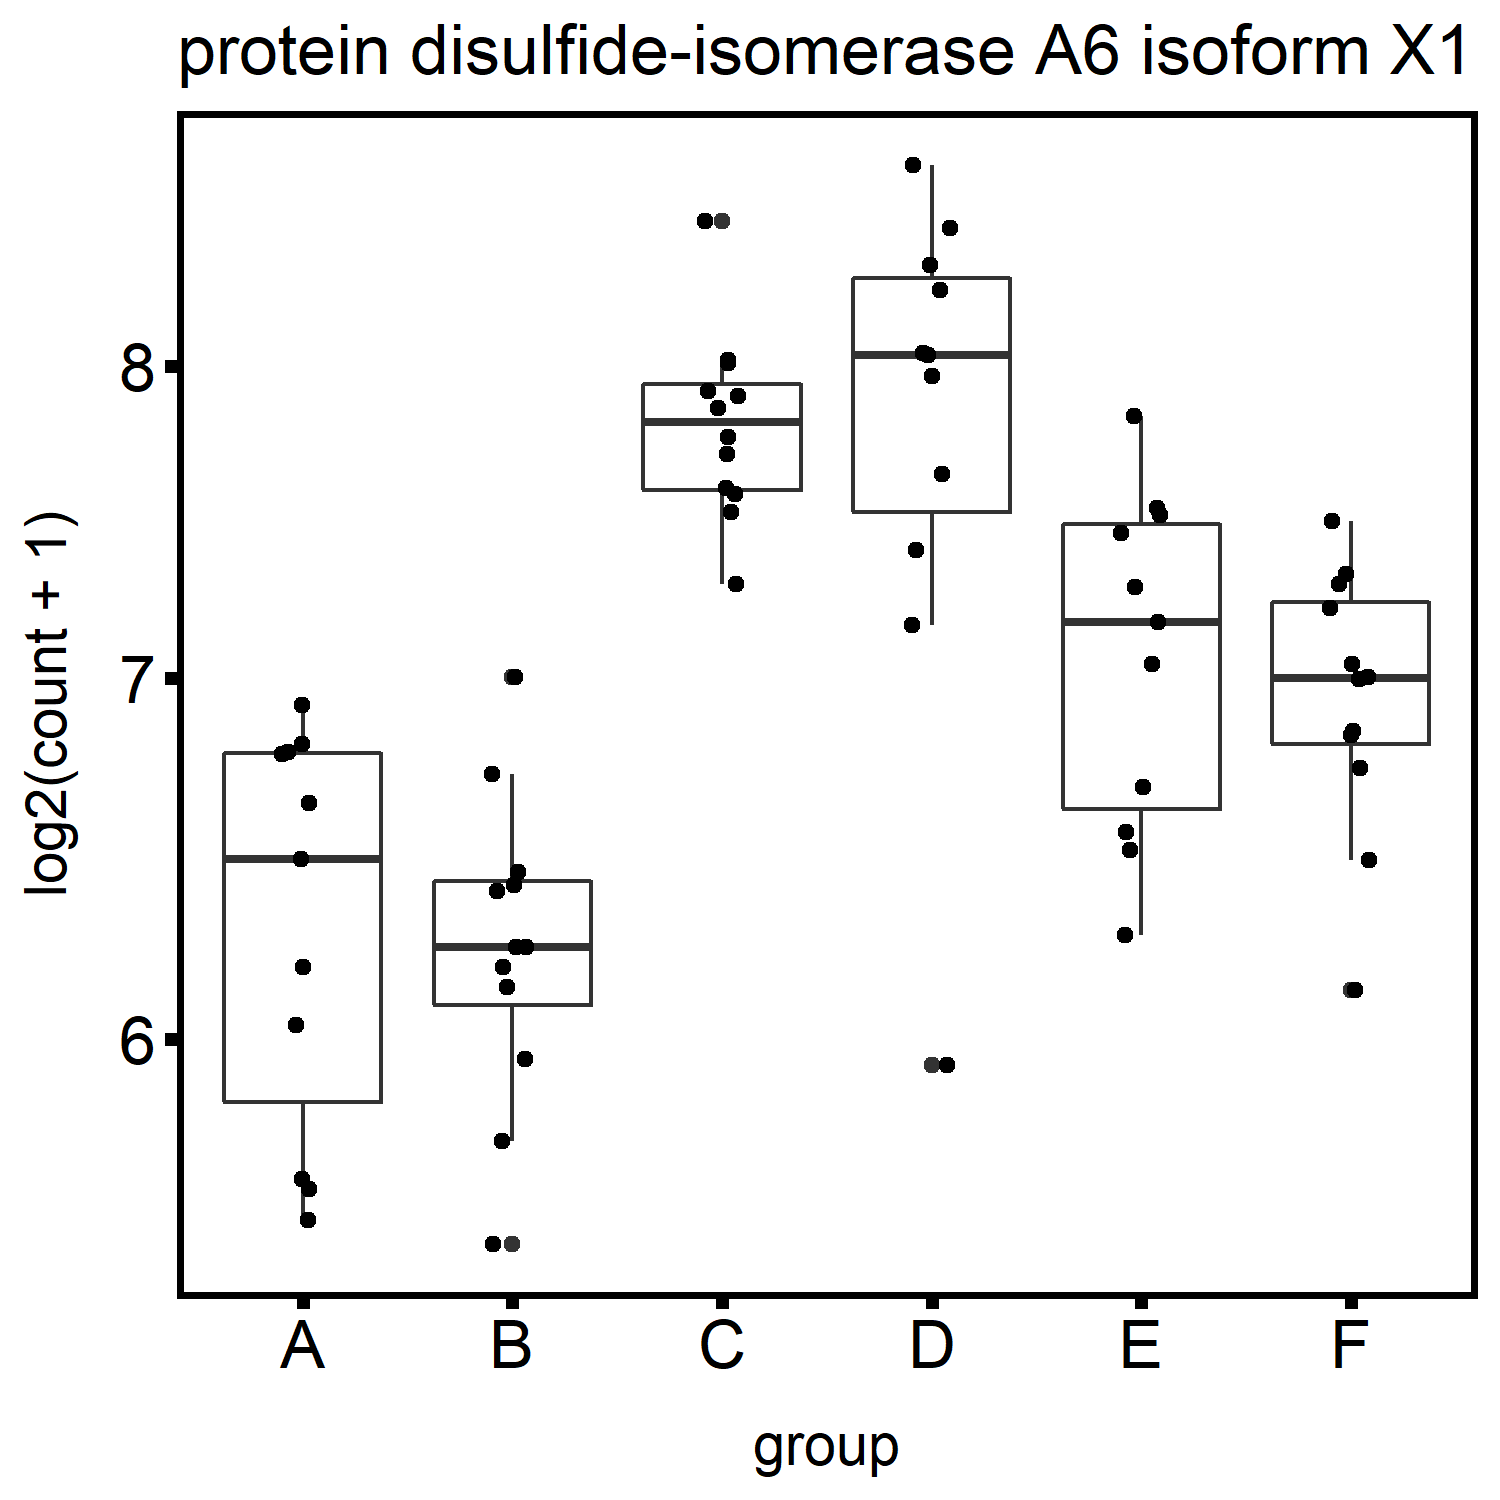 protein disulfide-isomerase A6 isoform X1
log2(count + 1)
8
7
6
A B C D E F
group